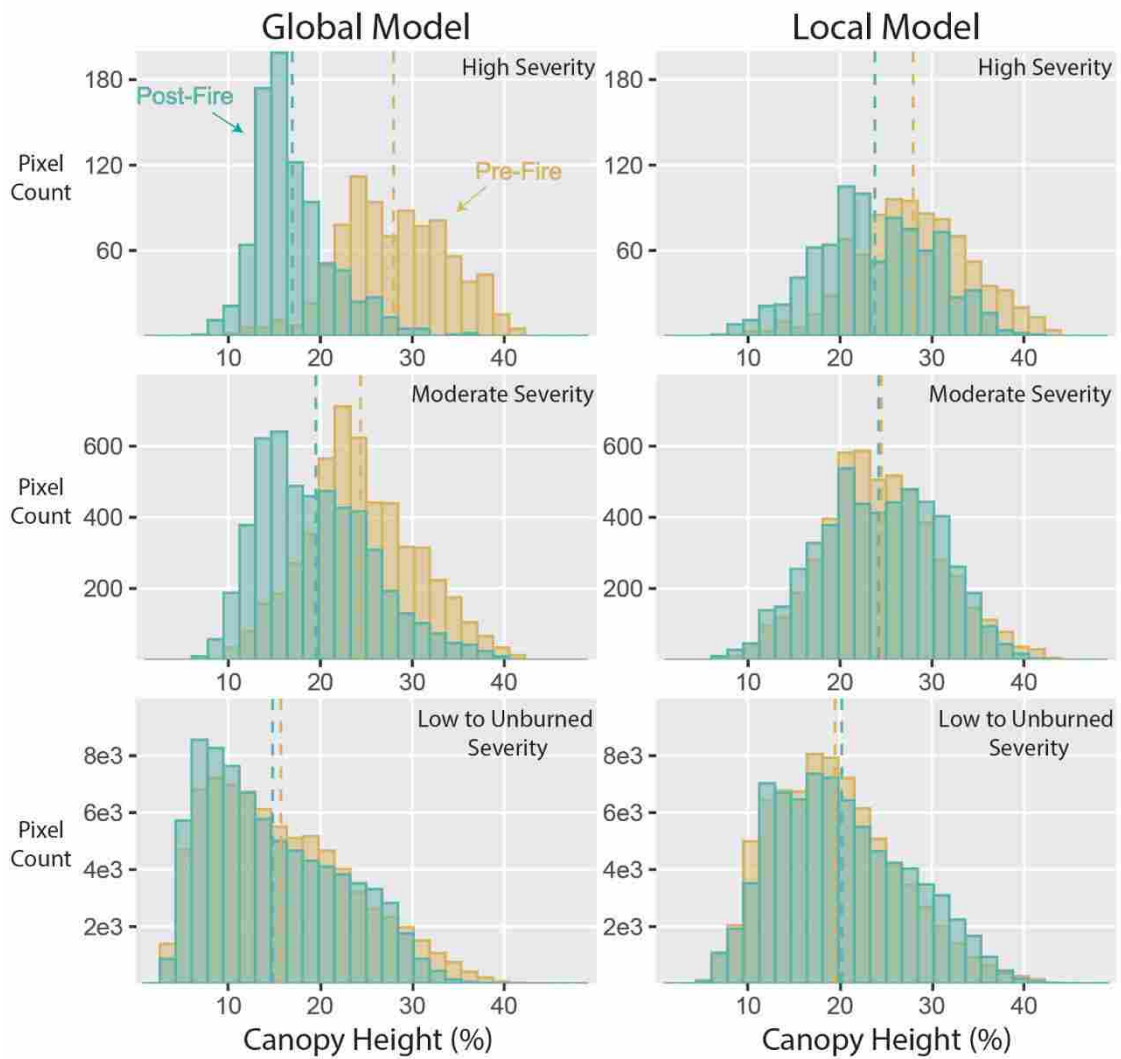 Global Model
Local Model
High Severity
High Severity
Post-Fire
Pre-Fire
Pixel
Count
180
120
60
180
120
60
10 20 30 40
10 20 30 40
Moderate Severity
Moderate Severity
Pixel
Count
600
400
200
600
400
200
10 20 30 40
10 20 30 40
Low to Unburned
Severity
Low to Unburned
Severity
Pixel
Count
8e3
6e3
4e3
2e3
8e3
6e3
4e3
2e3
10 20 30 40
10 20 30 40
Canopy Height (%)
Canopy Height (%)